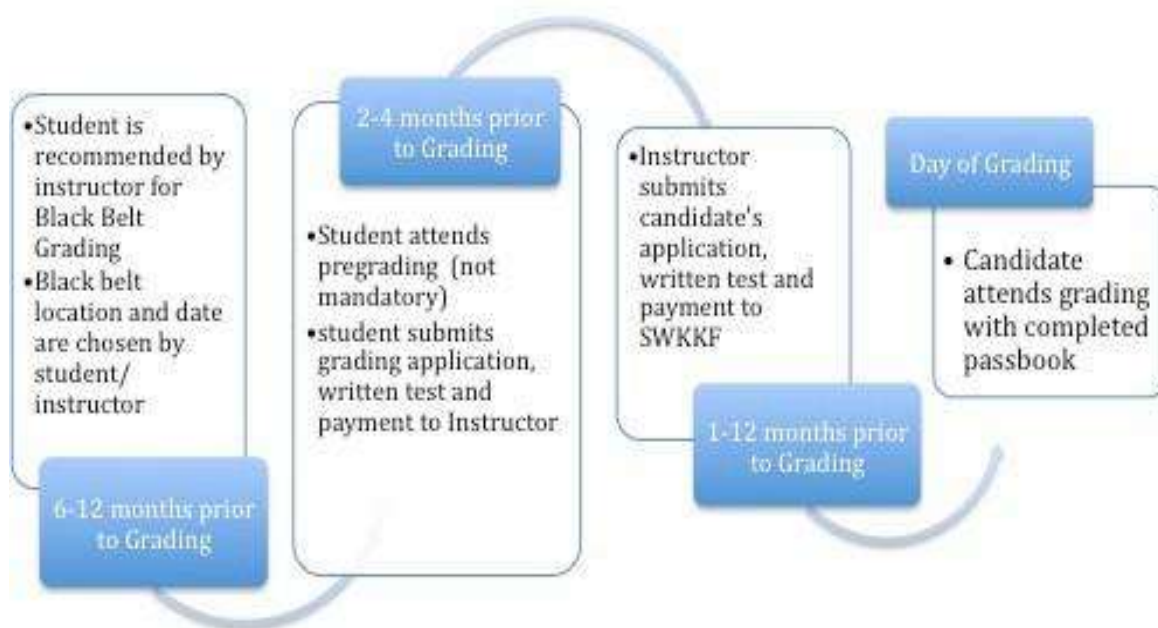 •Student is
recommended by
instructor for
Black Belt
Grading
•Black belt
location and date
are chosen by
student/
instructor
6-12 months prior
to Grading
2-4 months prior
to Grading
•Student attends
pregrading (not
mandatory)
•student submits
grading application,
written test and
payment to Instructor
•Instructor
submits
candidate's
application,
written test and
payment to
SWKKF
1-12 months prior
to Grading
Day of Grading
• Candidate
attends grading
with completed
passbook